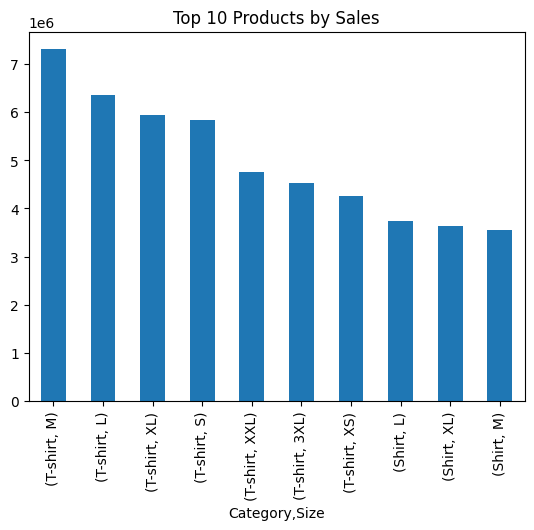 Top 10 Products by Sales
1e6
7
6
5
4
3
2
1
0
(T-shirt, M)
(T-shirt, L)
(T-shirt, XL)
(T-shirt, S)
(T-shirt, XXL)
(T-shirt, 3XL)
(T-shirt, XS)
(Shirt, L)
(Shirt, XL)
(Shirt, M)
Category,Size